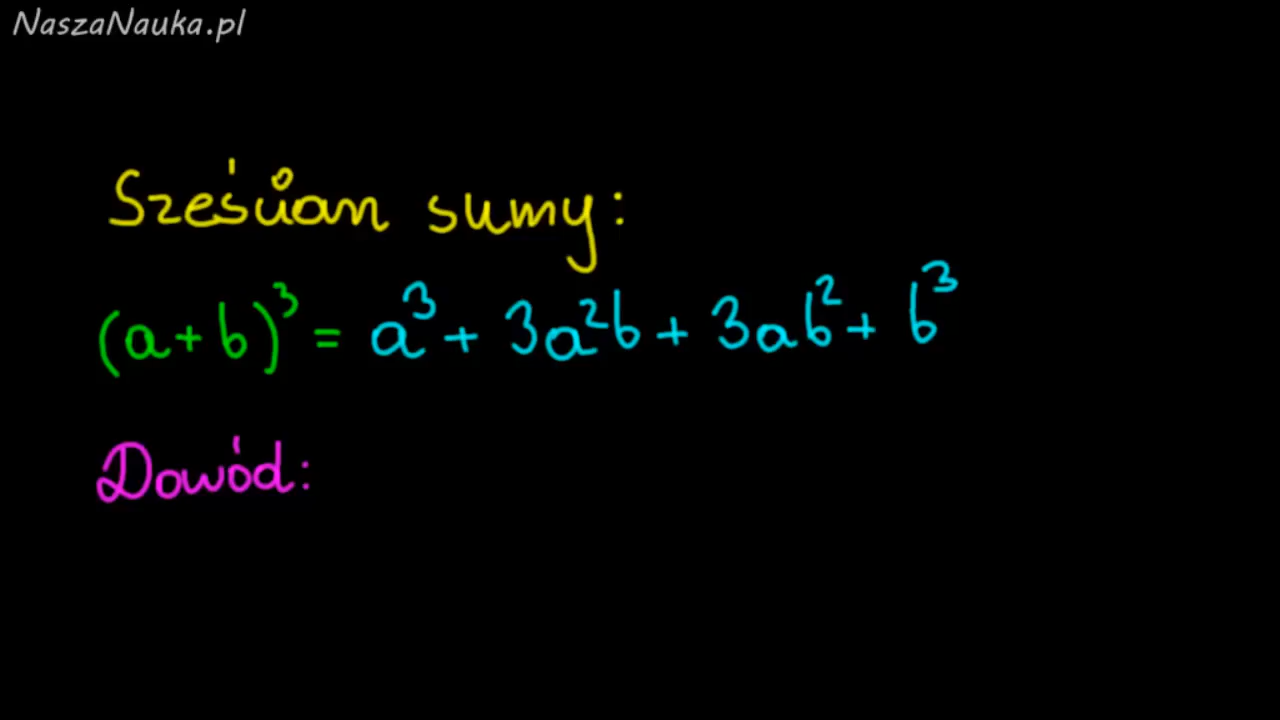 NaszaNauka.pl
Sześcian sumy:
(a+b)³ = a³ + 3a²b + 3ab² + b³
Dowód: